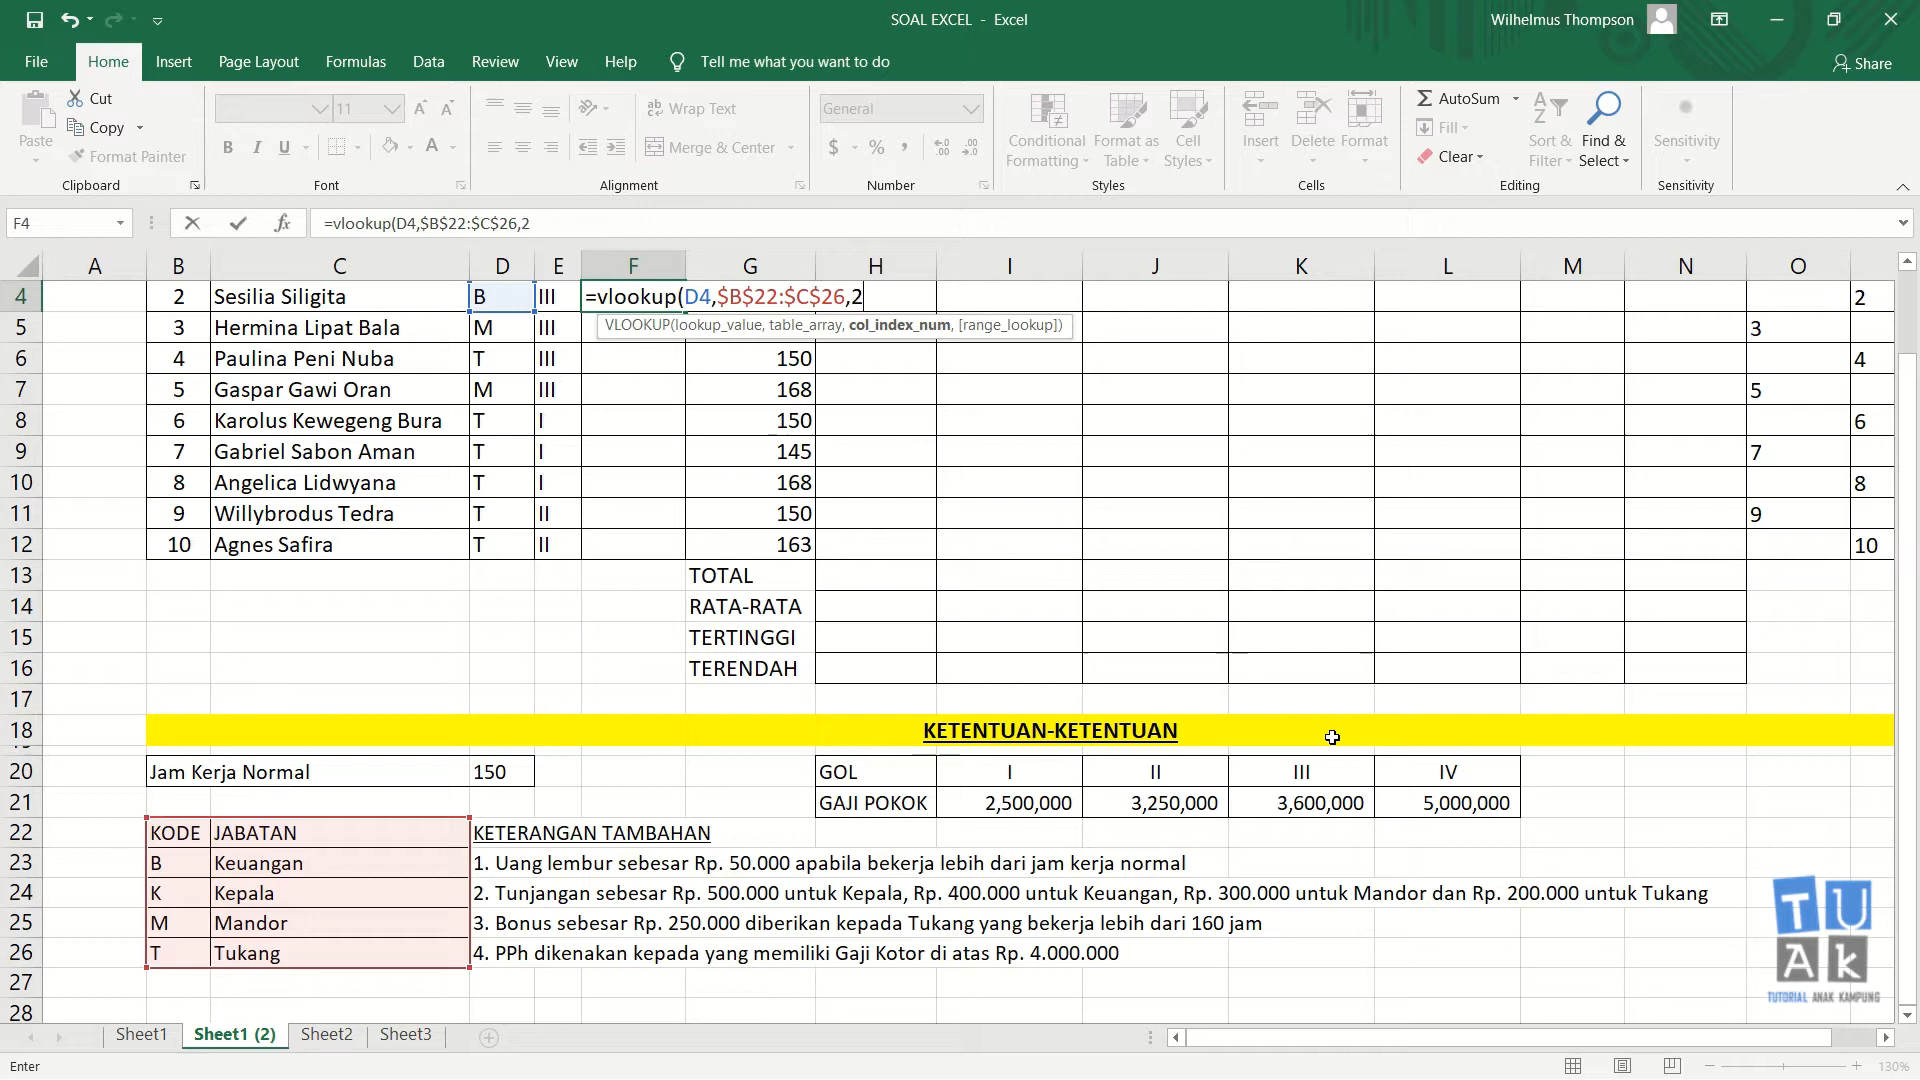 SOAL EXCEL - Excel
Wilhelmus Thompson
File Home Insert Page Layout Formulas Data Review View Help Tell me what you want to do Share
Cut
Copy
Format Painter
Paste
Clipboard
11
Font
Wrap Text
Merge & Center
Alignment
General
Number
Conditional Formatting
Format as Table
Cell Styles
Styles
Insert Delete Format
Cells
AutoSum
Fill
Clear
Sort & Filter
Find & Select
Editing
Sensitivity
Sensitivity
F4 =vlookup(D4,$B$22:$C$26,2
A B C D E F G H I J K L M N O
4 2 Sesilia Siligita B III =vlookup(D4,$B$22:$C$26,2 2
VLOOKUP(lookup_value, table_array, col_index_num, [range_lookup])
5 3 Hermina Lipat Bala M III 3
6 4 Paulina Peni Nuba T III 150 4
7 5 Gaspar Gawi Oran M III 168 5
8 6 Karolus Kewegeng Bura T I 150 6
9 7 Gabriel Sabon Aman T I 145 7
10 8 Angelica Lidwyana T I 168 8
11 9 Willybrodus Tedra T II 150 9
12 10 Agnes Safira T II 163 10
13 TOTAL
14 RATA-RATA
15 TERTINGGI
16 TERENDAH
17
18 KETENTUAN-KETENTUAN
20 Jam Kerja Normal 150 GOL I II III IV
21 GAJI POKOK 2,500,000 3,250,000 3,600,000 5,000,000
22 KODE JABATAN KETERANGAN TAMBAHAN
23 B Keuangan 1. Uang lembur sebesar Rp. 50.000 apabila bekerja lebih dari jam kerja normal
24 K Kepala 2. Tunjangan sebesar Rp. 500.000 untuk Kepala, Rp. 400.000 untuk Keuangan, Rp. 300.000 untuk Mandor dan Rp. 200.000 untuk Tukang
25 M Mandor 3. Bonus sebesar Rp. 250.000 diberikan kepada Tukang yang bekerja lebih dari 160 jam
26 T Tukang 4. PPh dikenakan kepada yang memiliki Gaji Kotor di atas Rp. 4.000.000
27
28
TUAk
TUTORIAL ANAK KAMPUNG
Sheet1 Sheet1 (2) Sheet2 Sheet3
Enter
130%